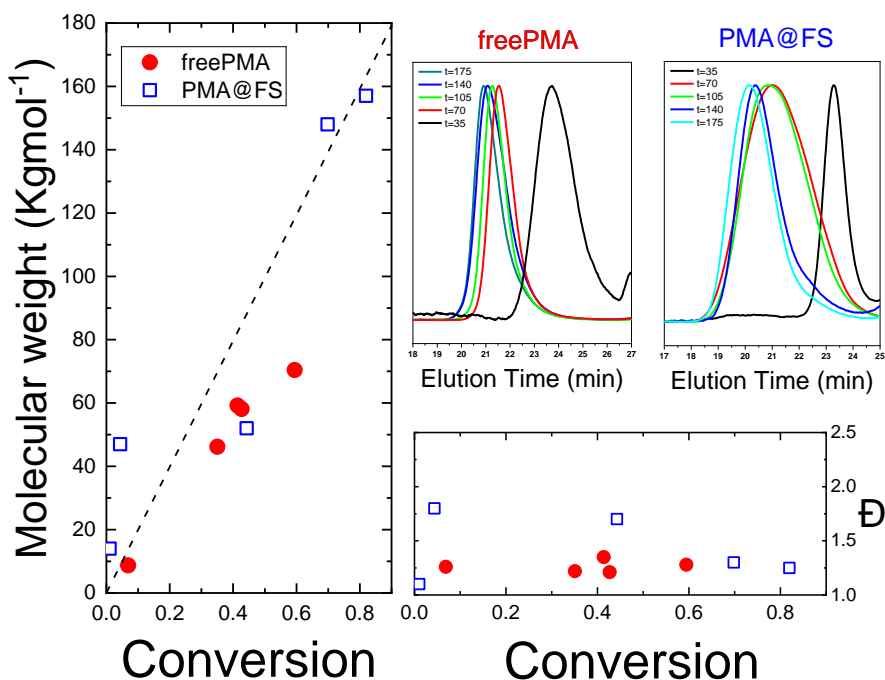 Molecular weight (Kgmol⁻¹)
180
160
140
120
100
80
60
40
20
0
freePMA
PMA@FS
0.0
0.2
0.4
0.6
0.8
Conversion
freePMA
t=175
t=140
t=105
t=70
t=35
18
19
20
21
22
23
24
25
26
27
Elution Time (min)
PMA@FS
t=35
t=70
t=105
t=140
t=175
17
18
19
20
21
22
23
24
25
Elution Time (min)
2.5
2.0
1.5
1.0
Đ
0.0
0.2
0.4
0.6
0.8
Conversion